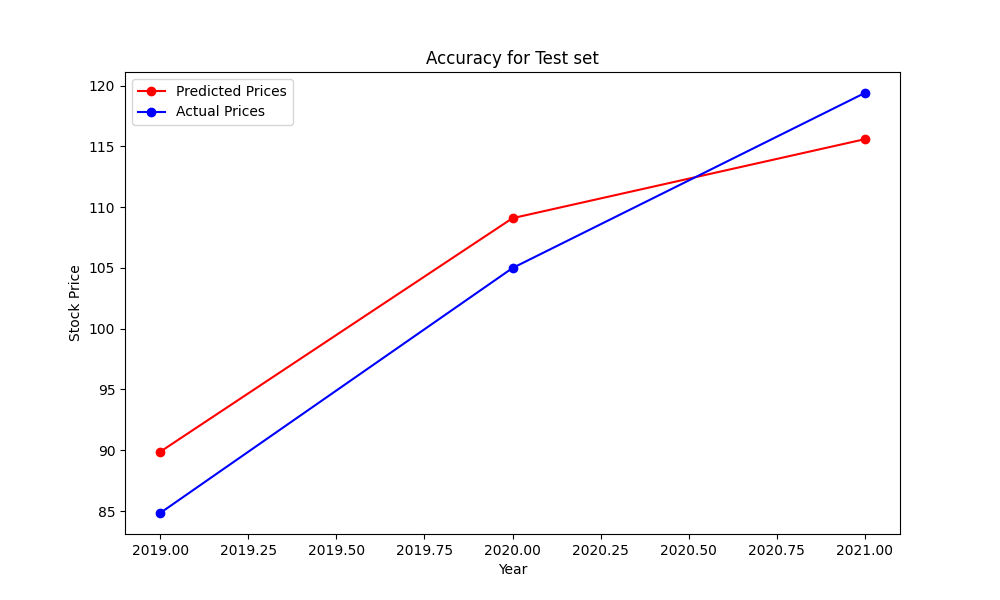 Accuracy for Test set
Predicted Prices
Actual Prices
120
115
110
105
100
95
90
85
Stock Price
2019.00 2019.25 2019.50 2019.75 2020.00 2020.25 2020.50 2020.75 2021.00
Year